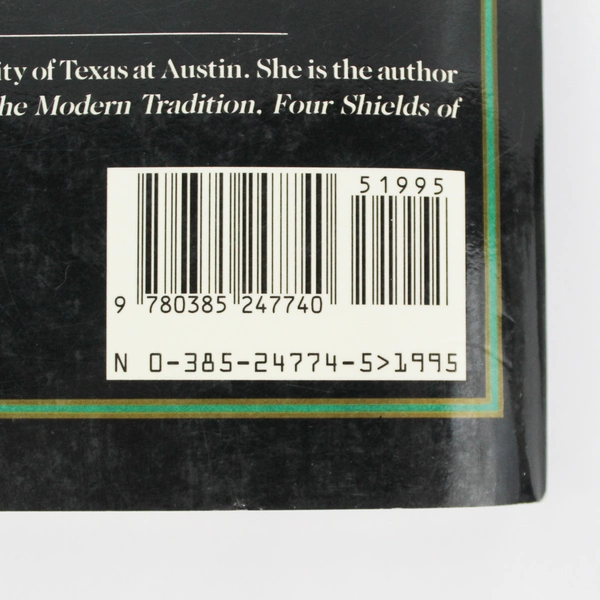 ity of Texas at Austin. She is the author
he Modern Tradition, Four Shields of
51995
9 780385 247740
N 0-385-24774-5>1995